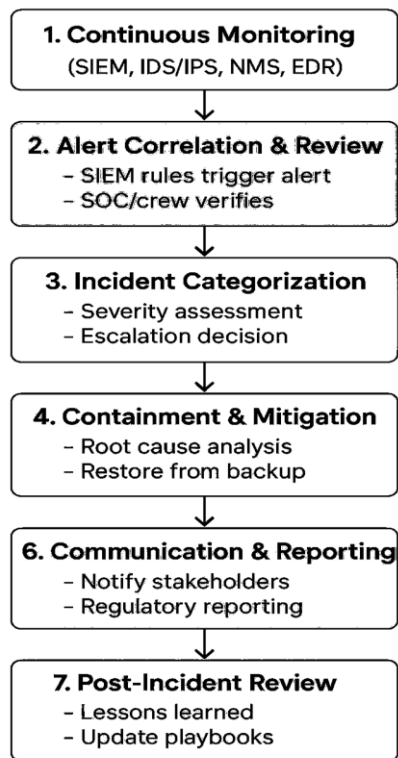 1. Continuous Monitoring
(SIEM, IDS/IPS, NMS, EDR)
2. Alert Correlation & Review
– SIEM rules trigger alert
– SOC/crew verifies
3. Incident Categorization
– Severity assessment
– Escalation decision
4. Containment & Mitigation
– Root cause analysis
– Restore from backup
6. Communication & Reporting
– Notify stakeholders
– Regulatory reporting
7. Post-Incident Review
– Lessons learned
– Update playbooks